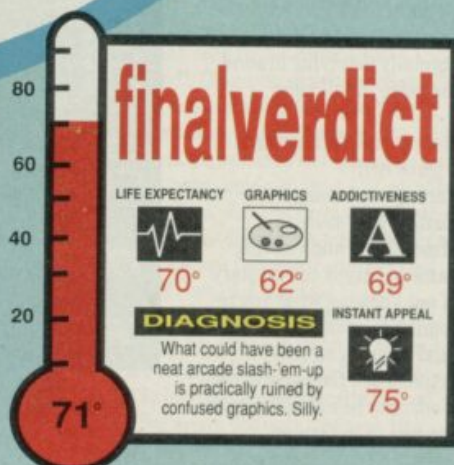 80
60
40
20
71°
finalverdict
LIFE EXPECTANCY GRAPHICS ADDICTIVENESS
A
70° 62° 69°
DIAGNOSIS
What could have been a
neat arcade slash-'em-up
is practically ruined by
confused graphics. Silly.
INSTANT APPEAL
75°